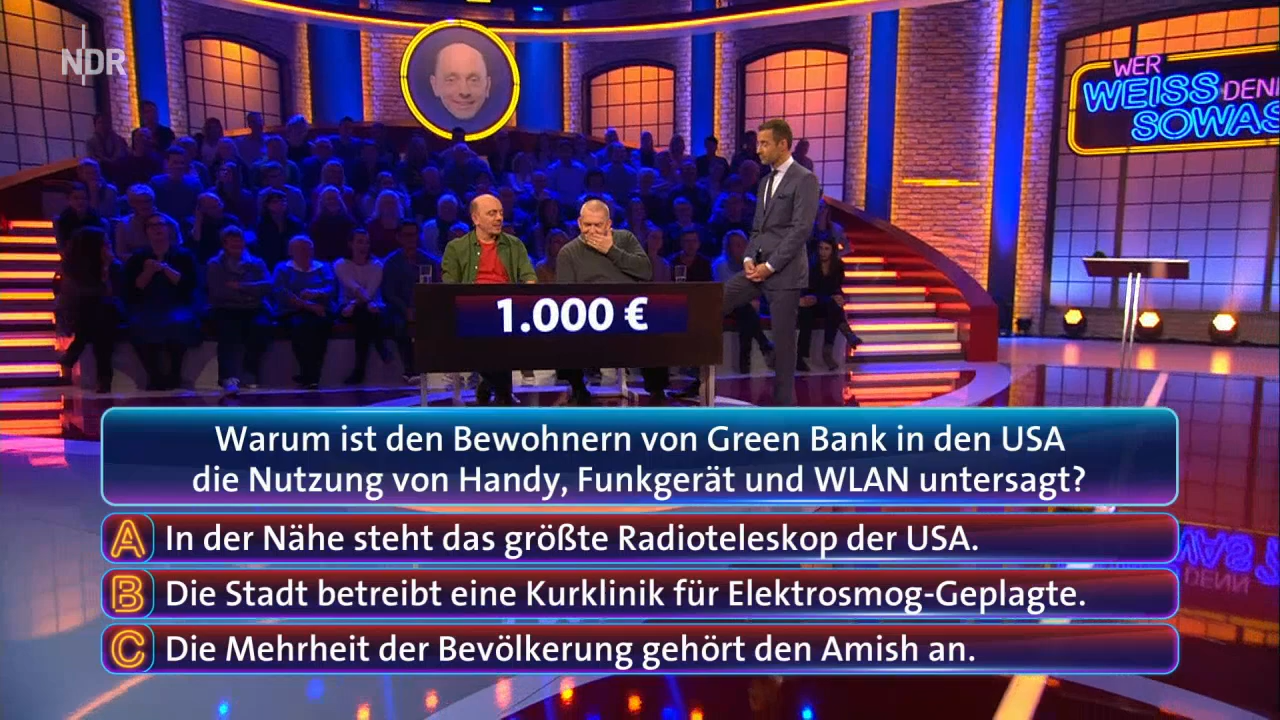 NDR
WER
WEISS DENN
SOWAS
1.000 €
Warum ist den Bewohnern von Green Bank in den USA
die Nutzung von Handy, Funkgerät und WLAN untersagt?
A In der Nähe steht das größte Radioteleskop der USA.
B Die Stadt betreibt eine Kurklinik für Elektrosmog-Geplagte.
C Die Mehrheit der Bevölkerung gehört den Amish an.